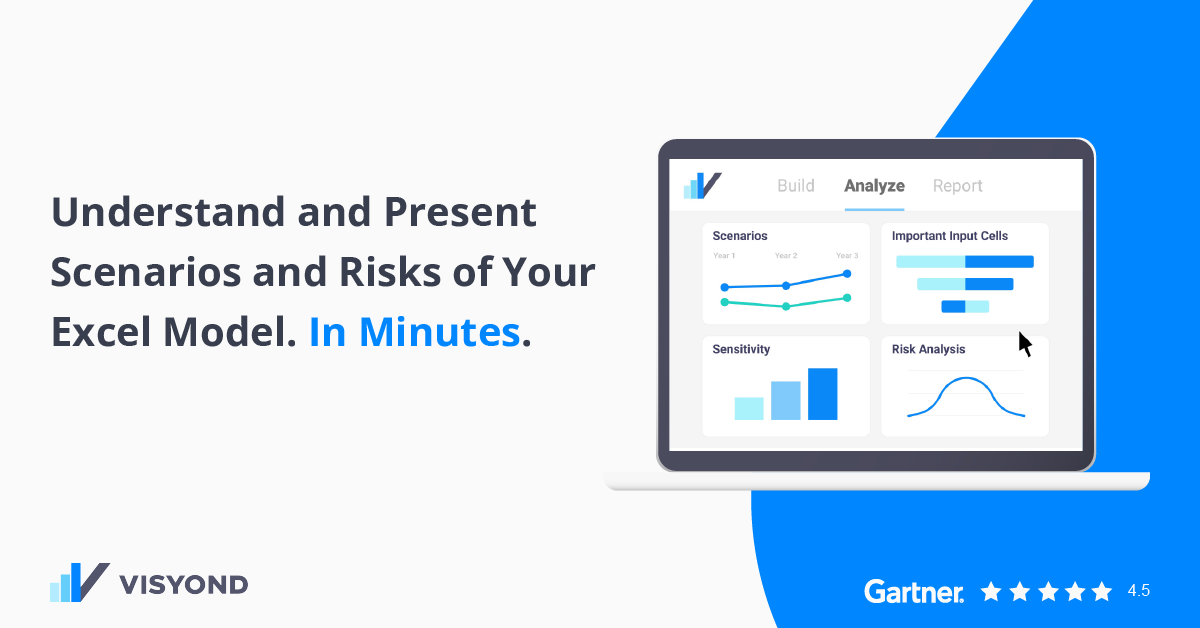 Understand and Present
Scenarios and Risks of Your
Excel Model. In Minutes.
Build Analyze Report
Scenarios
Year 1 Year 2 Year 3
Important Input Cells
Sensitivity
Risk Analysis
VISYOND
Gartner. 4.5